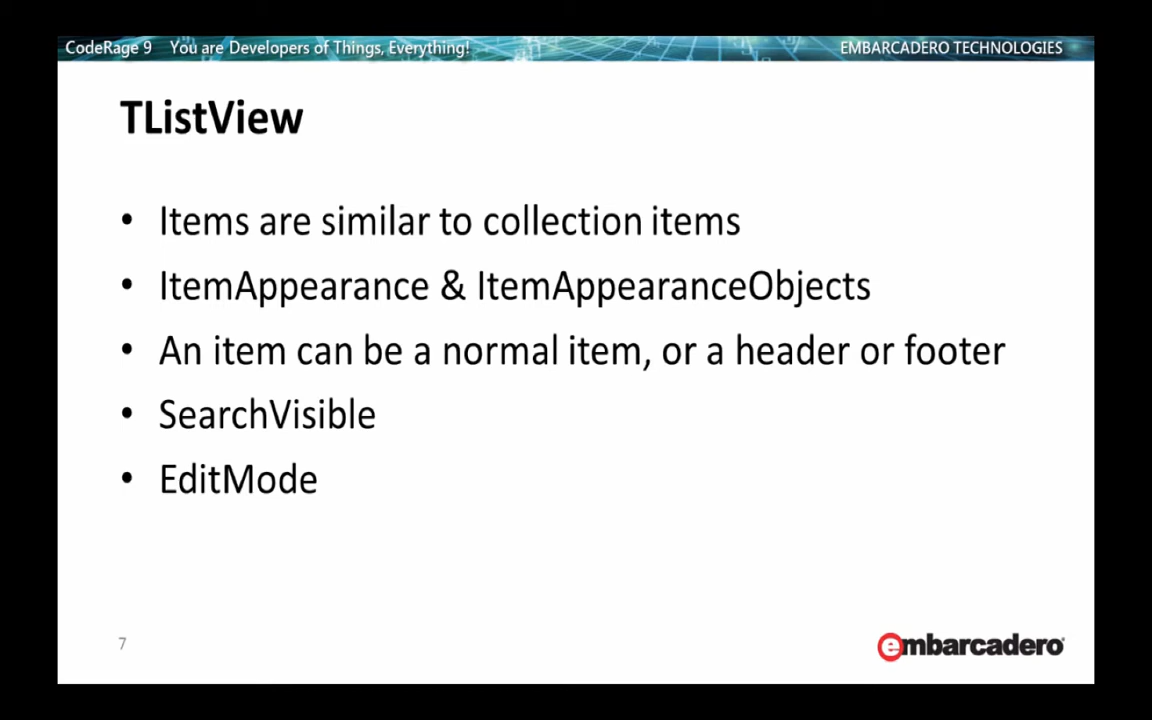 CodeRage 9 You are Developers of Things, Everything! EMBARCADERO TECHNOLOGIES
TListView
• Items are similar to collection items
• ItemAppearance & ItemAppearanceObjects
• An item can be a normal item, or a header or footer
• SearchVisible
• EditMode
7 embarcadero